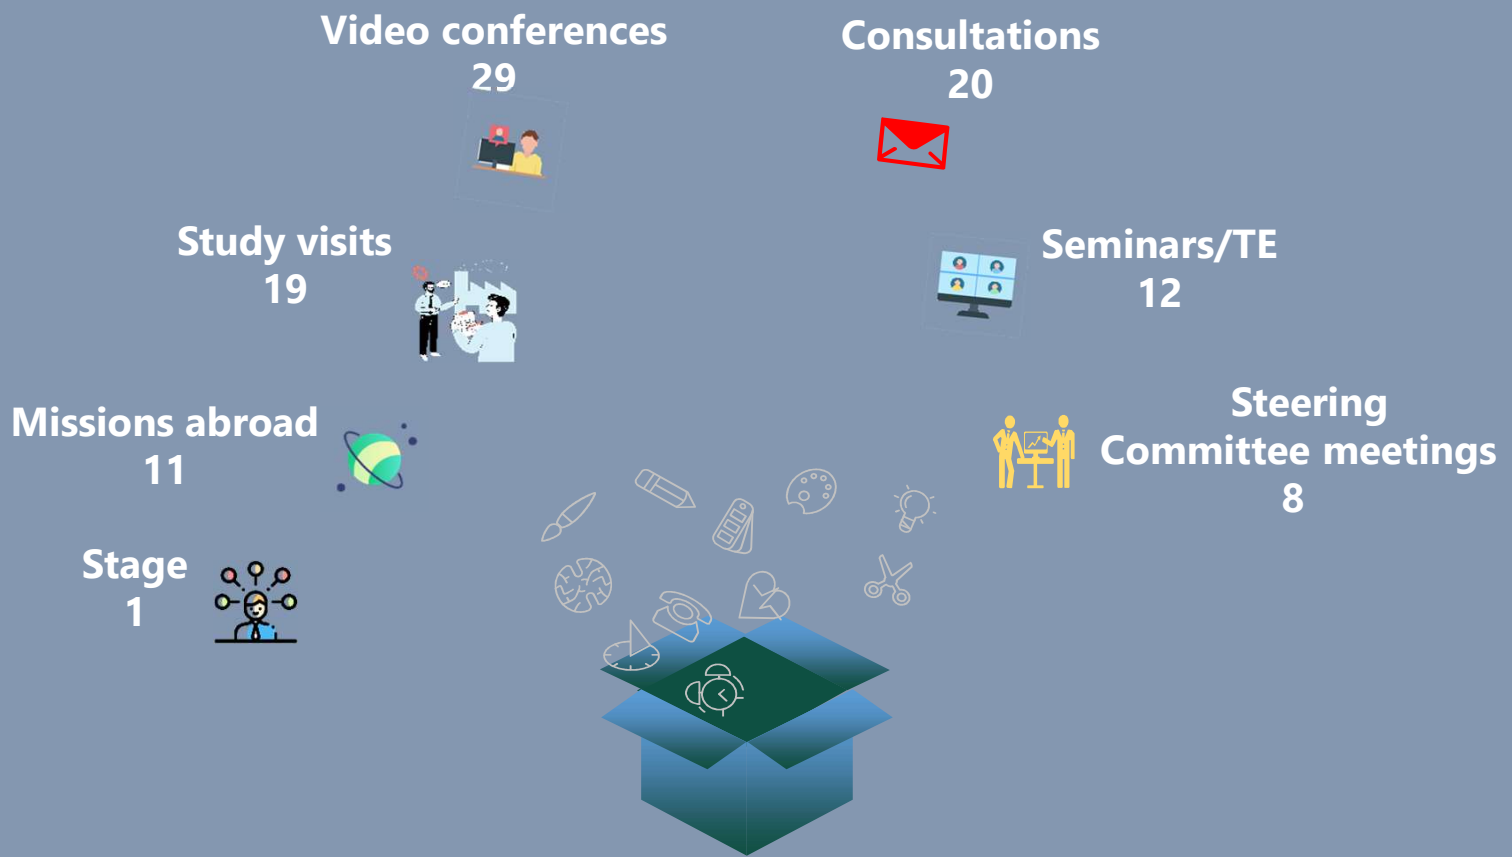 Video conferences
29
Consultations
20
Study visits
19
Seminars/TE
12
Missions abroad
11
Steering
Committee meetings
8
Stage
1